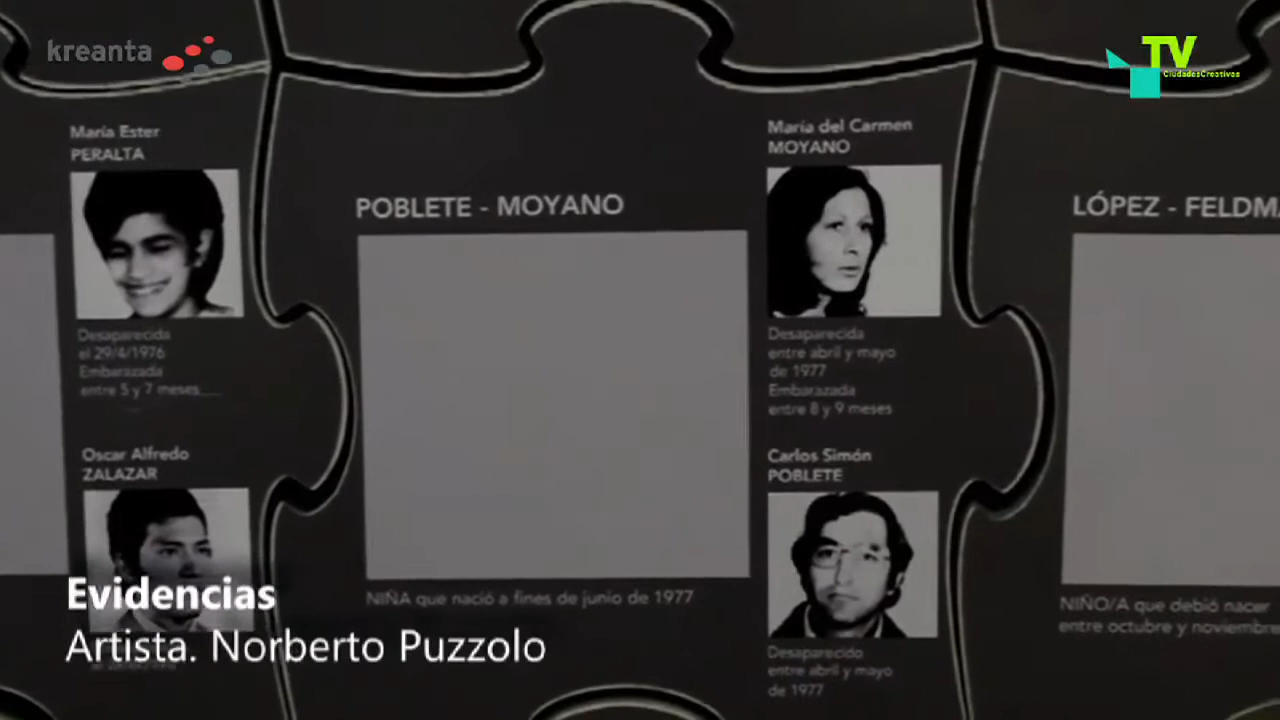 kreanta
TV
CiudadesCreativas
María Ester
PERALTA
Desaparecida
el 29/4/1976
Embarazada
entre 5 y 7 meses
Oscar Alfredo
ZALAZAR
POBLETE - MOYANO
NIÑA que nació a fines de junio de 1977
María del Carmen
MOYANO
Desaparecida
entre abril y mayo
de 1977
Embarazada
entre 8 y 9 meses
Carlos Simón
POBLETE
Desaparecido
entre abril y mayo
de 1977
LÓPEZ - FELDM
NIÑO/A que debió nacer
entre octubre y noviembre
Evidencias
Artista. Norberto Puzzolo